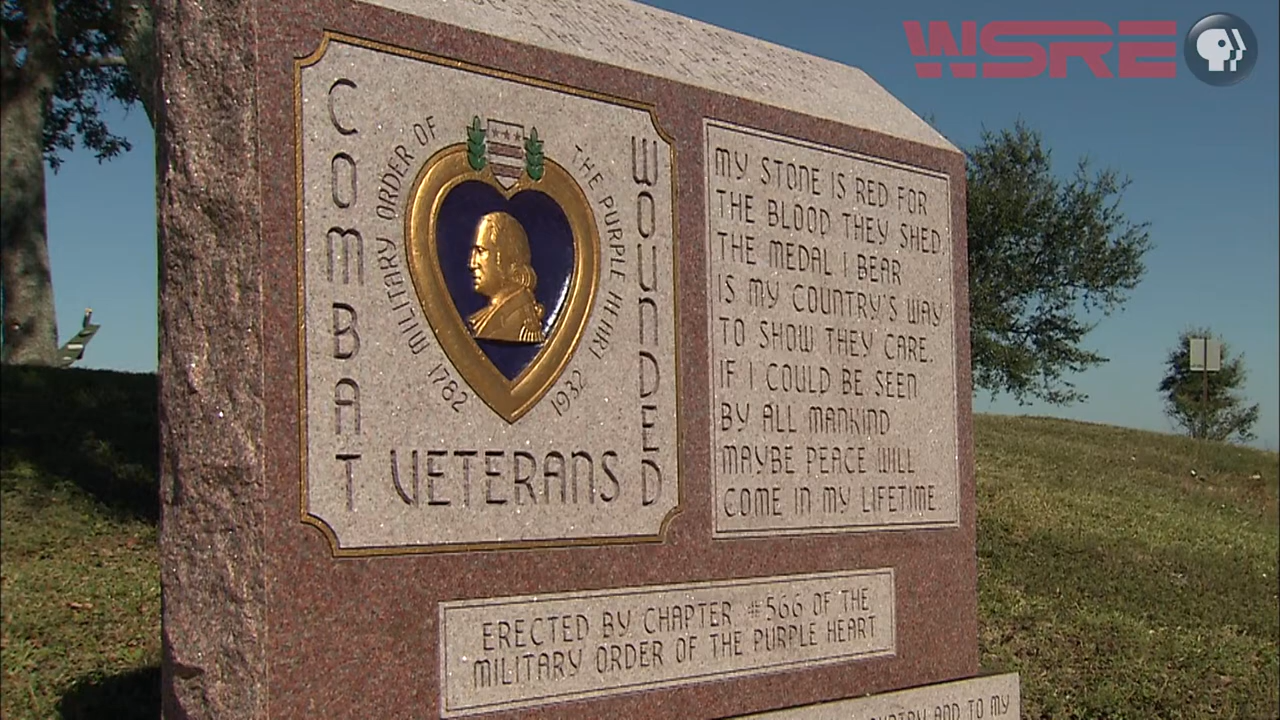 WSRE
COMBAT
WOUNDED
VETERANS
MILITARY ORDER OF
THE PURPLE
1782
1932
MY STONE IS RED FOR
THE BLOOD THEY SHED
THE MEDAL I BEAR
IS MY COUNTRY'S WAY
TO SHOW THEY CARE.
IF I COULD BE SEEN
BY ALL MANKIND
MAYBE PEACE WILL
COME IN MY LIFETIME
ERECTED BY CHAPTER #566 OF THE
MILITARY ORDER OF THE PURPLE HEART
AND TO MY